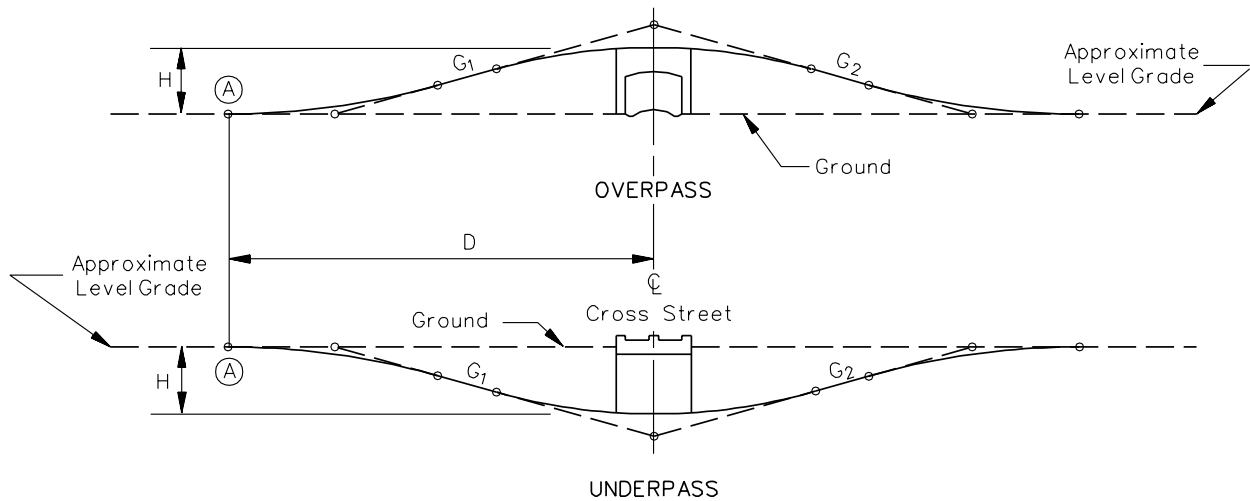 H
A
G1
G2
Approximate
Level Grade
Ground
OVERPASS
D
Approximate
Level Grade
℄
Cross Street
Ground
H
A
G1
G2
UNDERPASS